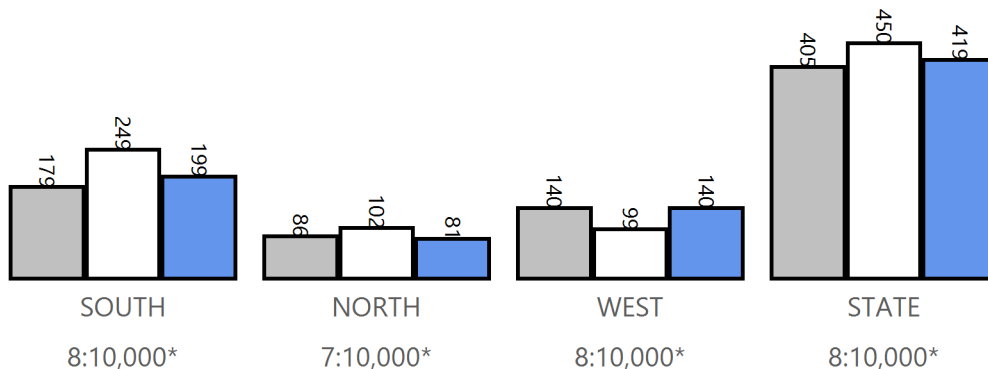 179 249 199
86 102 81
140 99 140
405 450 419
SOUTH NORTH WEST STATE
8:10,000* 7:10,000* 8:10,000* 8:10,000*